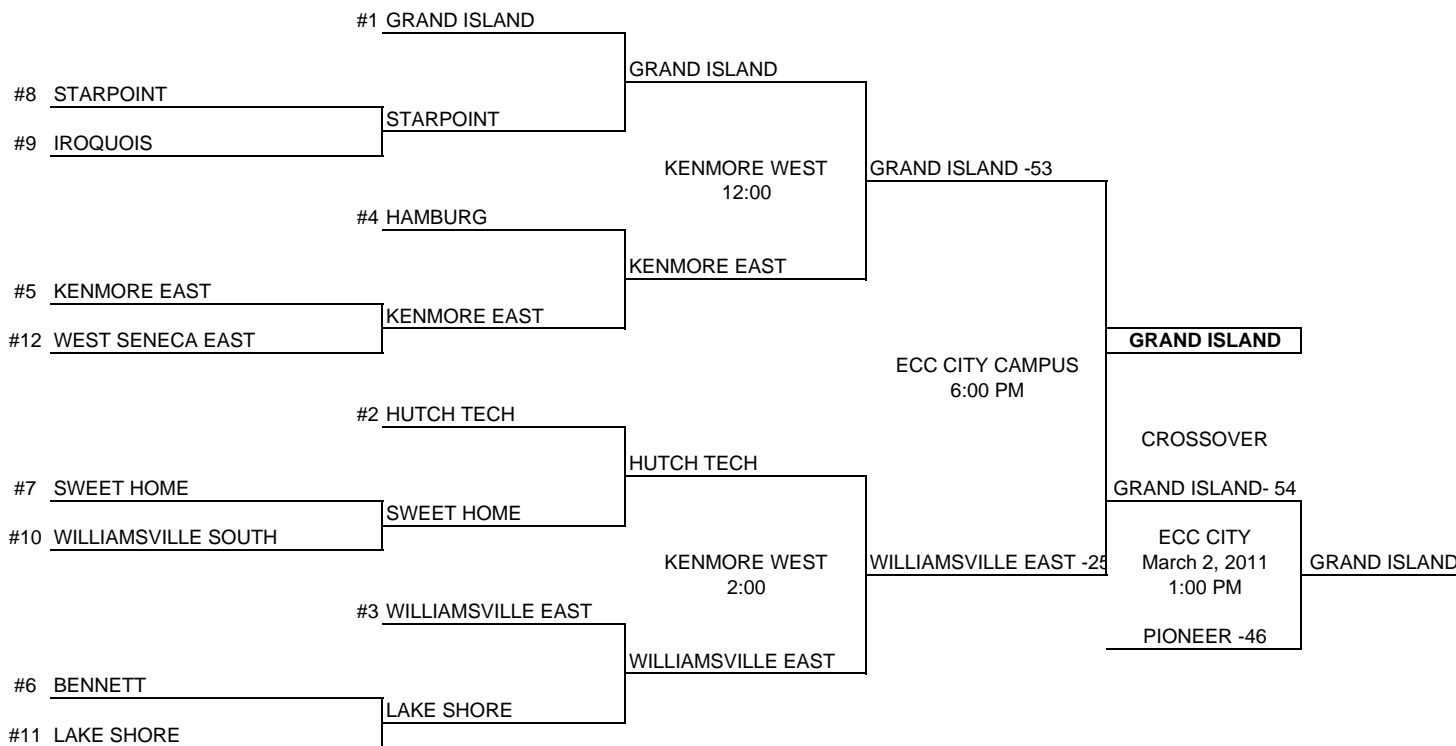 #1 GRAND ISLAND
GRAND ISLAND
#8 STARPOINT
STARPOINT
#9 IROQUOIS
KENMORE WEST
12:00
GRAND ISLAND -53
#4 HAMBURG
KENMORE EAST
#5 KENMORE EAST
KENMORE EAST
#12 WEST SENECA EAST
GRAND ISLAND
ECC CITY CAMPUS
6:00 PM
#2 HUTCH TECH
CROSSOVER
HUTCH TECH
#7 SWEET HOME
GRAND ISLAND- 54
SWEET HOME
#10 WILLIAMSVILLE SOUTH
KENMORE WEST
2:00
WILLIAMSVILLE EAST -25
ECC CITY
March 2, 2011
1:00 PM
GRAND ISLAND
#3 WILLIAMSVILLE EAST
PIONEER -46
WILLIAMSVILLE EAST
#6 BENNETT
LAKE SHORE
#11 LAKE SHORE